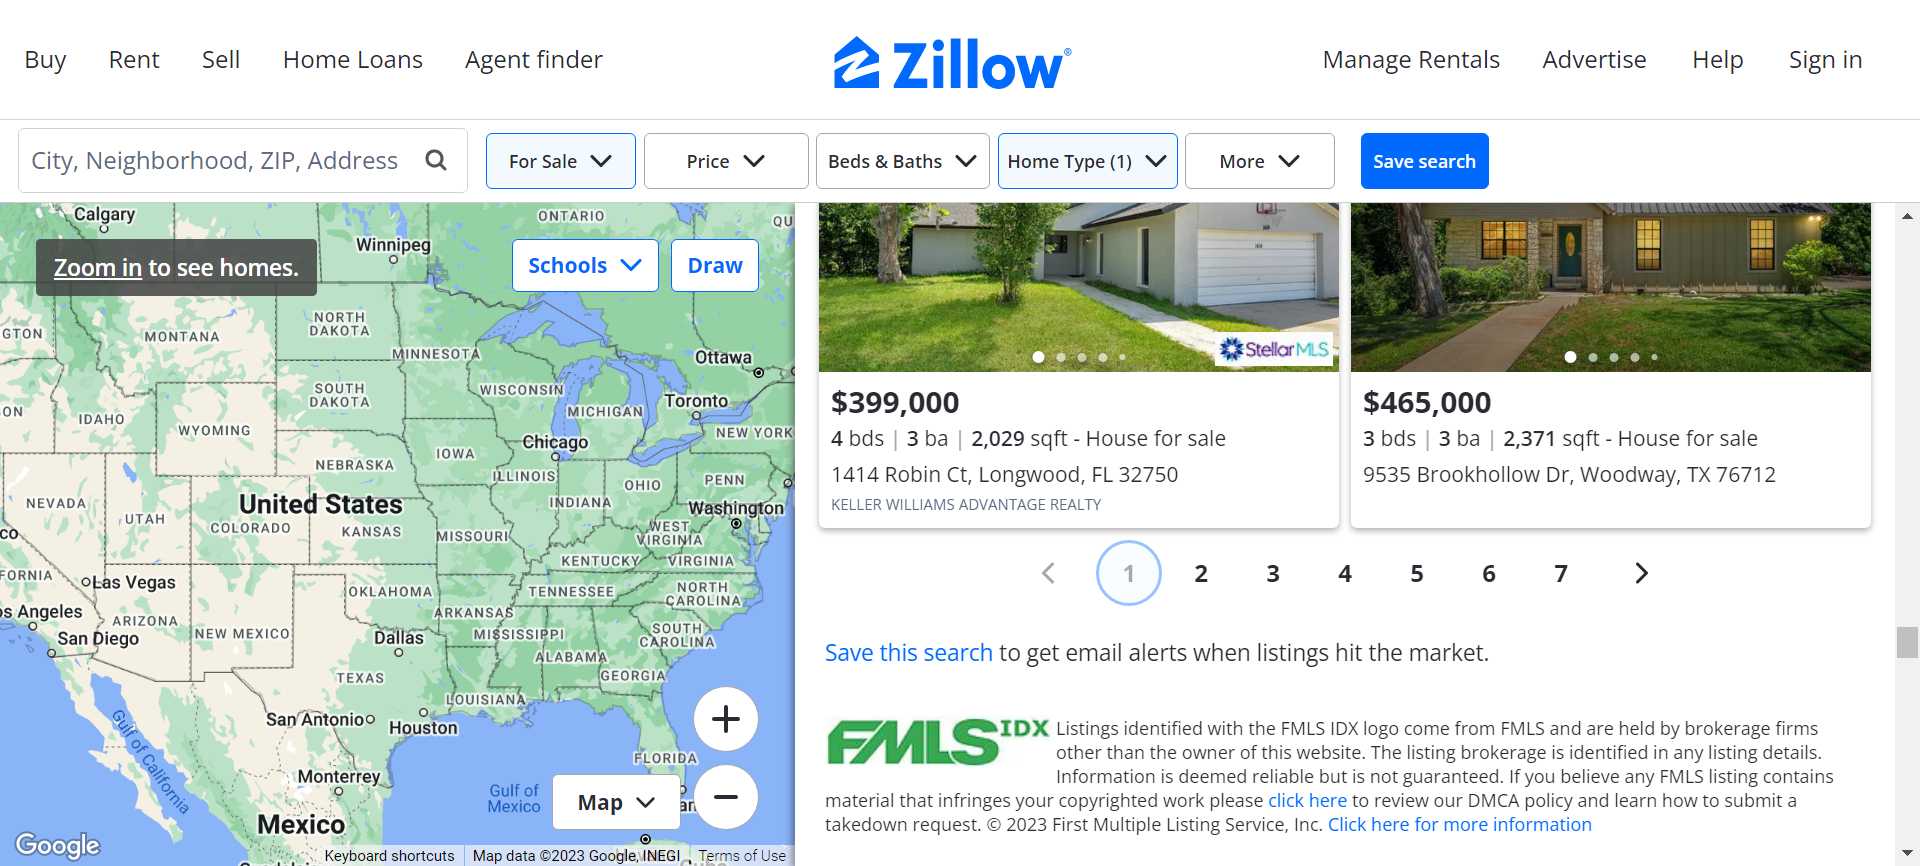 Buy Rent Sell Home Loans Agent finder Zillow® Manage Rentals Advertise Help Sign in
City, Neighborhood, ZIP, Address For Sale Price Beds & Baths Home Type (1) More Save search
Zoom in to see homes.
Schools Draw
Calgary
Winnipeg
ONTARIO
QU
NORTH
DAKOTA
MONTANA
GTON
MINNESOTA
Ottawa
SOUTH
DAKOTA
WISCONSIN
Toronto
MICHIGAN
ON
IDAHO
WYOMING
NEW YORK
Chicago
IOWA
NEBRASKA
ILLINOIS
OHIO
PENN
NEVADA
United States
INDIANA
Washington
UTAH
COLORADO
KANSAS
MISSOURI
WEST
VIRGINIA
co
KENTUCKY
VIRGINIA
FORNIA
Las Vegas
OKLAHOMA
TENNESSEE
NORTH
CAROLINA
os Angeles
ARIZONA
NEW MEXICO
ARKANSAS
San Diego
Dallas
MISSISSIPPI
SOUTH
CAROLINA
ALABAMA
TEXAS
GEORGIA
LOUISIANA
San Antonio
Houston
Gulf of California
FLORIDA
Monterrey
Gulf of
Mexico
Map
Mexico
Google
Keyboard shortcuts Map data ©2023 Google, INEGI Terms of Use
StellarMLS
$399,000
4 bds | 3 ba | 2,029 sqft - House for sale
1414 Robin Ct, Longwood, FL 32750
KELLER WILLIAMS ADVANTAGE REALTY
$465,000
3 bds | 3 ba | 2,371 sqft - House for sale
9535 Brookhollow Dr, Woodway, TX 76712
1 2 3 4 5 6 7
Save this search to get email alerts when listings hit the market.
FMLS IDX Listings identified with the FMLS IDX logo come from FMLS and are held by brokerage firms
other than the owner of this website. The listing brokerage is identified in any listing details.
Information is deemed reliable but is not guaranteed. If you believe any FMLS listing contains
material that infringes your copyrighted work please click here to review our DMCA policy and learn how to submit a
takedown request. © 2023 First Multiple Listing Service, Inc. Click here for more information